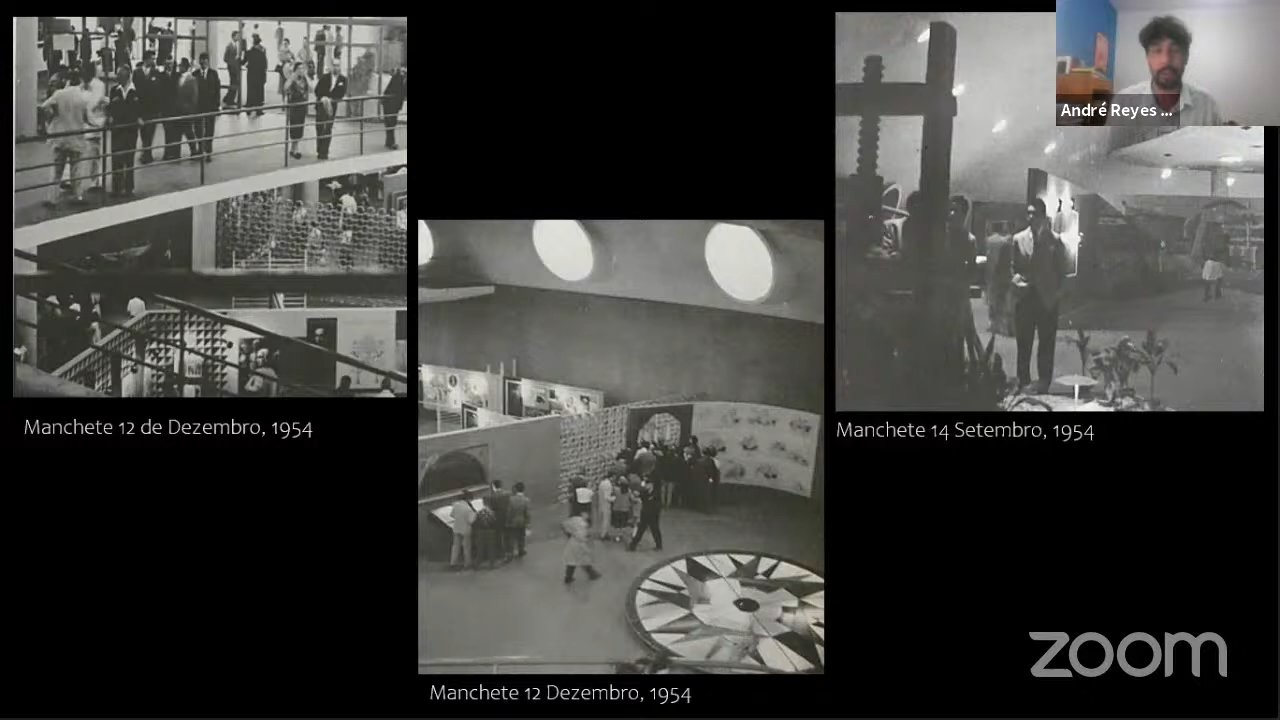 André Reyes ...
Manchete 12 de Dezembro, 1954
Manchete 14 Setembro, 1954
Manchete 12 Dezembro, 1954
zoom